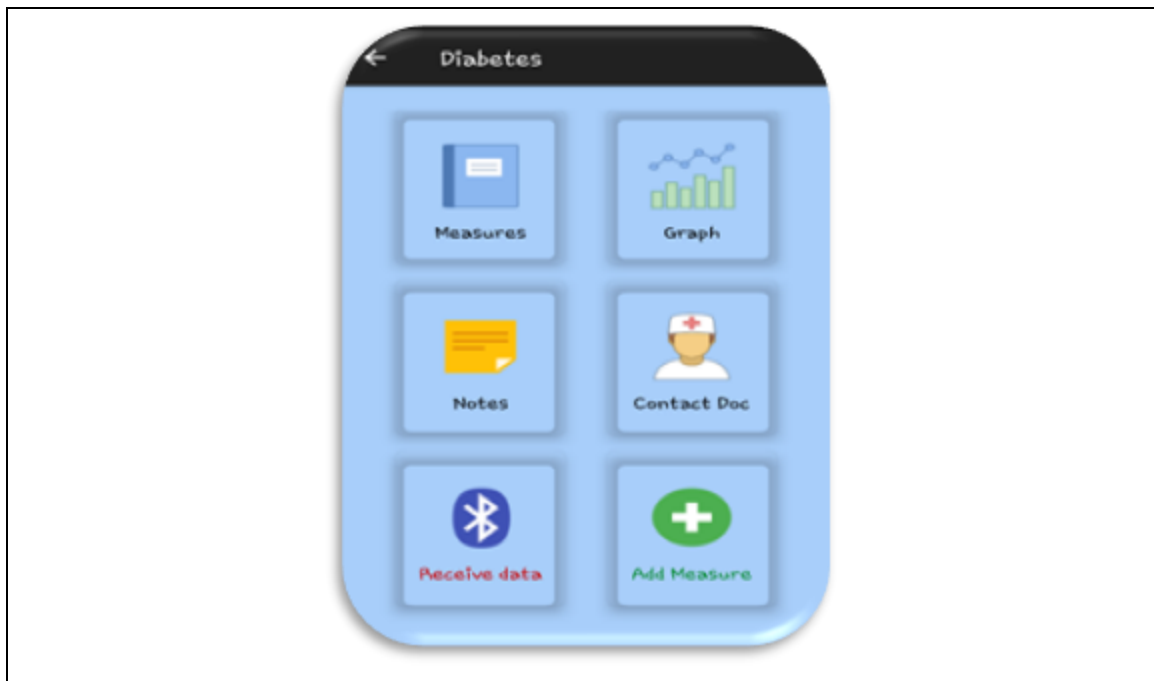 Diabetes
Measures
Graph
Notes
Contact Doc
Receive data
Add Measure